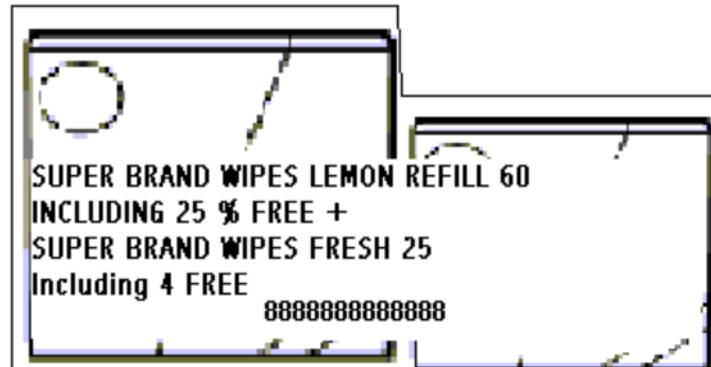 SUPER BRAND WIPES LEMON REFILL 60
INCLUDING 25 % FREE +
SUPER BRAND WIPES FRESH 25
Including 4 FREE
8888888888888